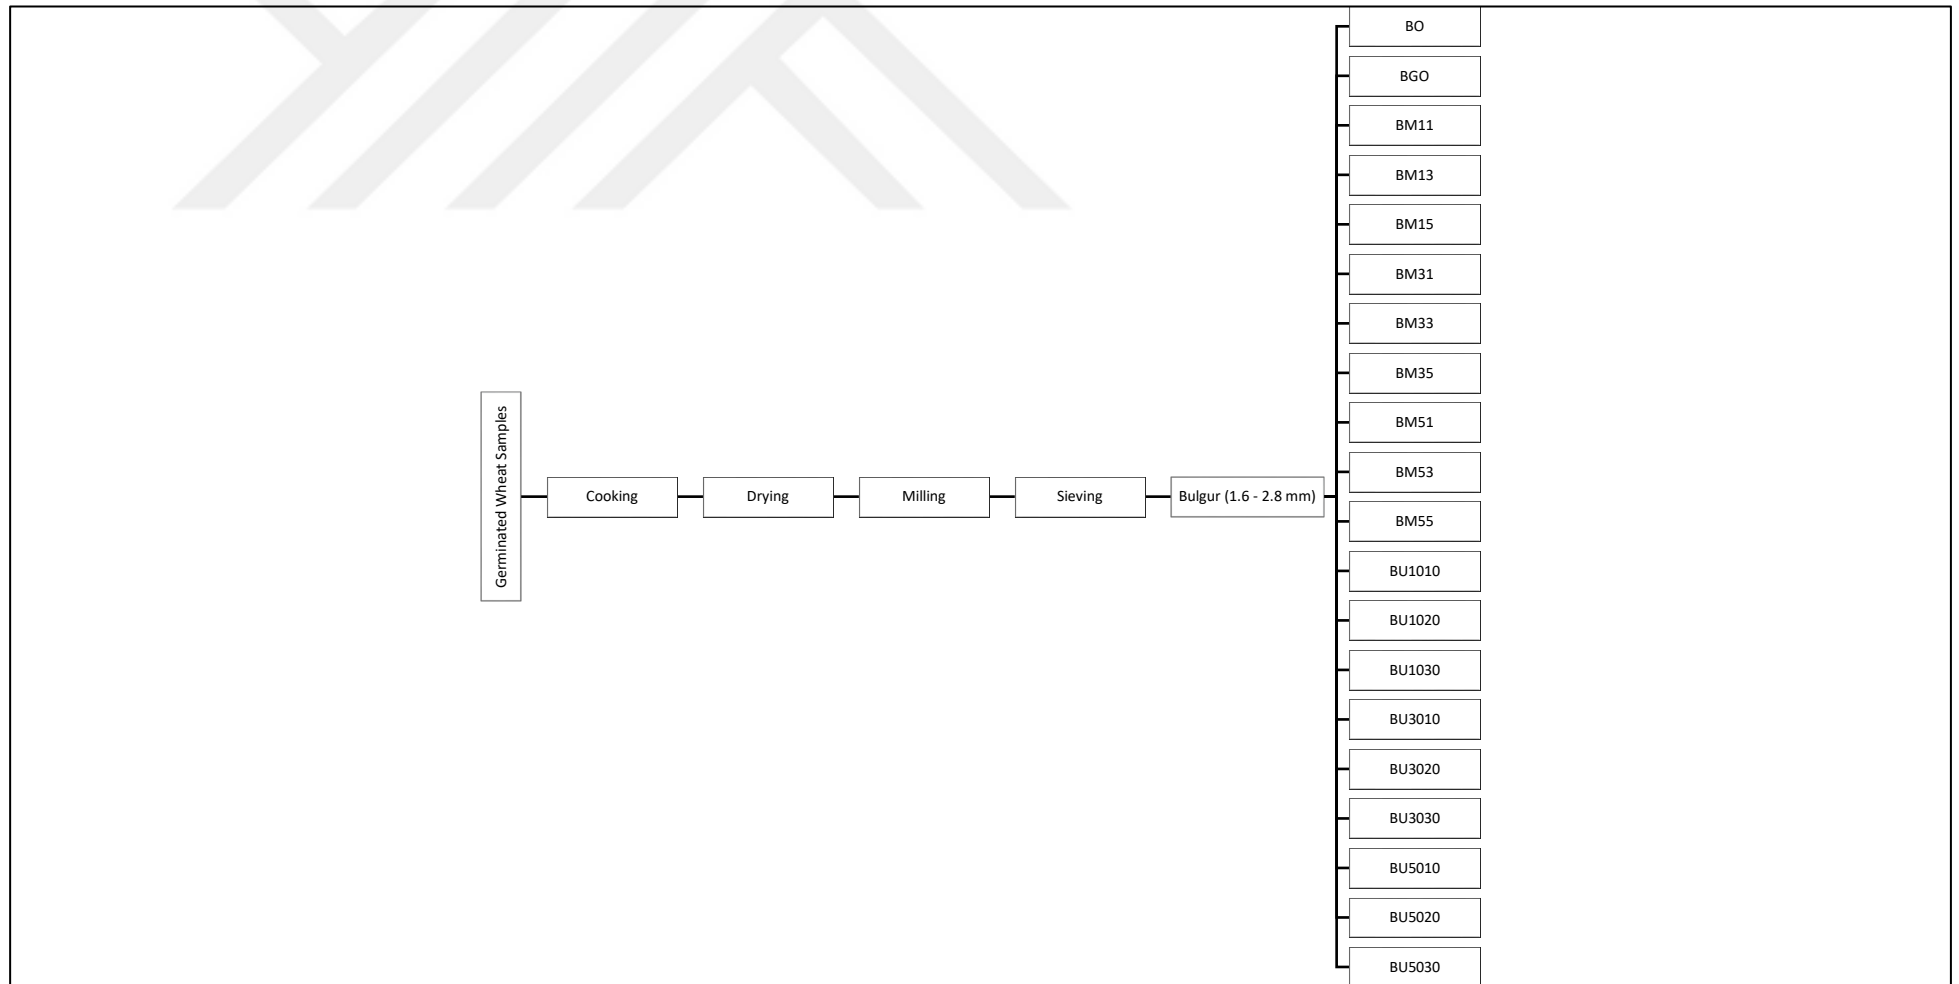 Germinated Wheat Samples
Cooking
Drying
Milling
Sieving
Bulgur (1.6 - 2.8 mm)
BO
BGO
BM11
BM13
BM15
BM31
BM33
BM35
BM51
BM53
BM55
BU1010
BU1020
BU1030
BU3010
BU3020
BU3030
BU5010
BU5020
BU5030